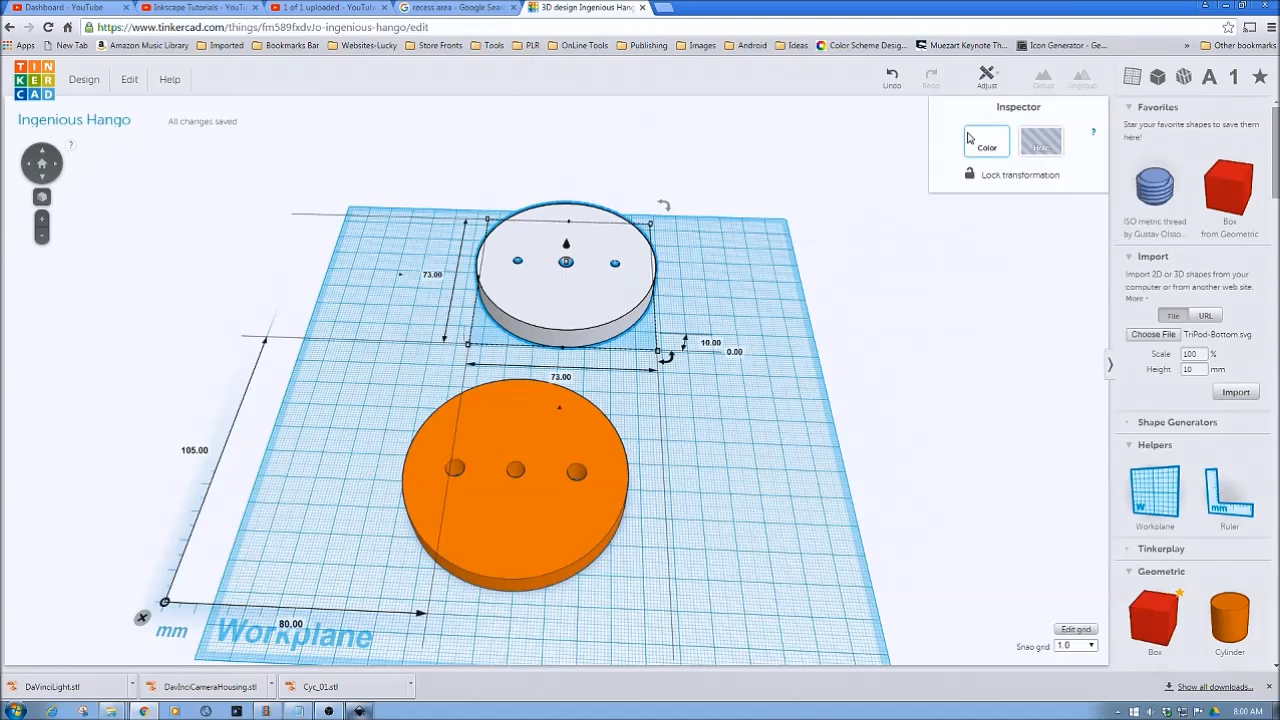 Dashboard - YouTube
Inkscape Tutorials - YouT
1 of 1 uploaded - YouTube
recess area - Google Sear
3D design Ingenious Hang
https://www.tinkercad.com/things/fm589fxdvJo-ingenious-hango/edit
Apps New Tab Amazon Music Library Imported Bookmarks Bar Websites-Lucky Store Fronts Tools PLR OnLine Tools Publishing Images Android Ideas Color Scheme Desig... Muezart Keynote Th... Icon Generator - Ge... » Other bookmarks
TIN
KER
CAD
Design Edit Help
Undo Redo Adjust Group Ungroup
Ingenious Hango
All changes saved
?
Inspector
Color Hole ?
Lock transformation
73.00
10.00
0.00
73.00
105.00
80.00
mm Workplane
Favorites
Star your favorite shapes to save them
here!
ISO metric thread
by Gustav Olsso...
Box
from Geometric
Import
Import 2D or 3D shapes from your
computer or from another web site.
More
File URL
Choose File TriPod-Bottom.svg
Scale 100 %
Height 10 mm
Import
Shape Generators
Helpers
W
mm
Workplane Ruler
Tinkerplay
Geometric
Box Cylinder
Edit grid
Snap grid 1.0
DaVinciLight.stl DavInciCameraHousing.stl Cyc_01.stl
Show all downloads...
8:00 AM